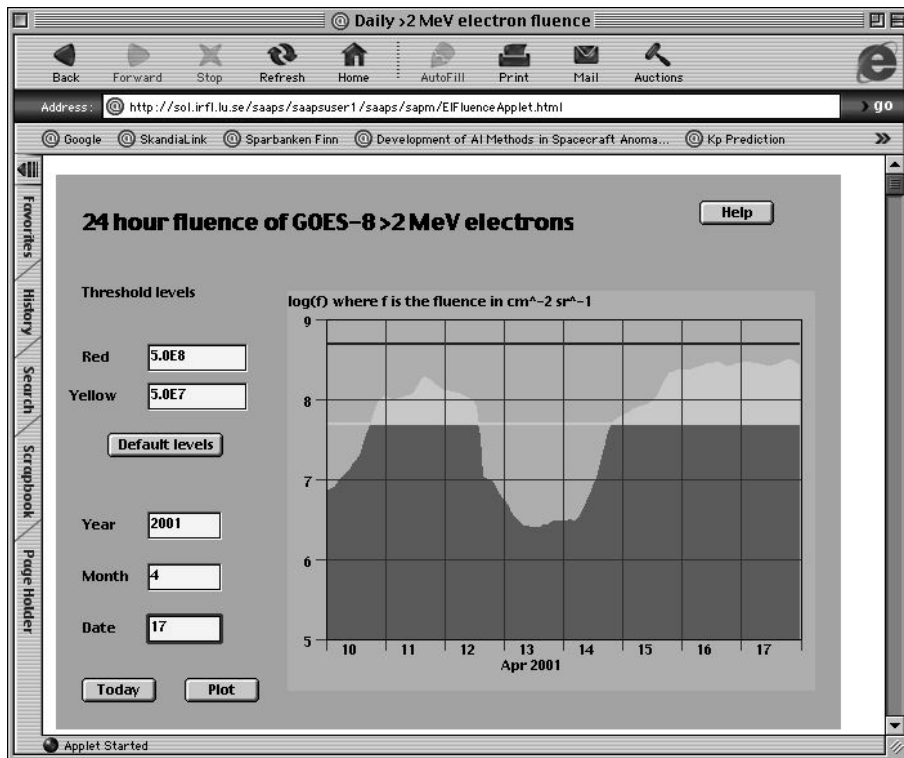 @ Daily >2 MeV electron fluence
Back Forward Stop Refresh Home AutoFill Print Mail Auctions
Address: @ http://sol.irfl.lu.se/saaps/saapsuser1/saaps/sapm/ElFluenceApplet.html go
@ Google @ SkandiaLink @ Sparbanken Finn @ Development of AI Methods in Spacecraft Anoma... @ Kp Prediction »
Favorites
History
Search
Scrapbook
Page Holder
24 hour fluence of GOES-8 >2 MeV electrons
Help
Threshold levels
Red 5.0E8
Yellow 5.0E7
Default levels
Year 2001
Month 4
Date 17
Today Plot
log(f) where f is the fluence in cm^-2 sr^-1
9
8
7
6
5
10 11 12 13 14 15 16 17
Apr 2001
Applet Started